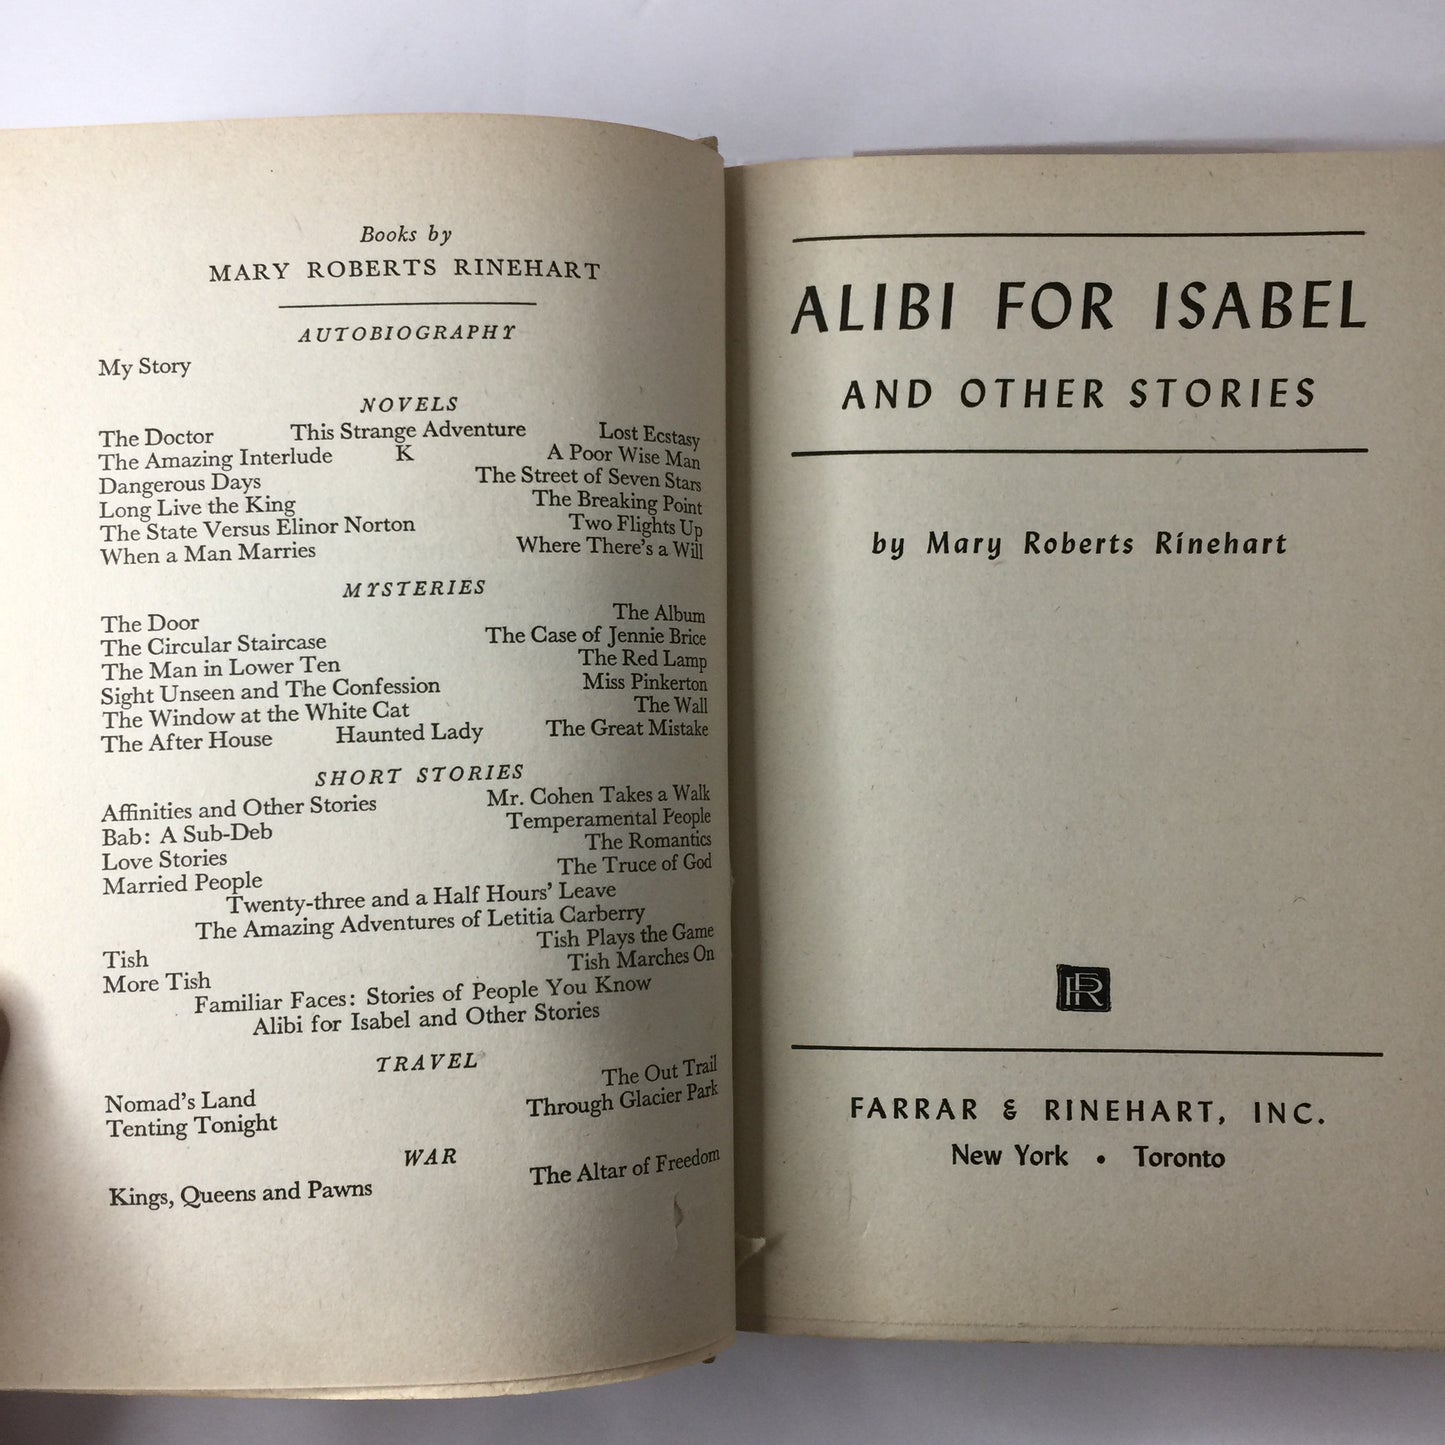 Books by
MARY ROBERTS RINEHART
AUTOBIOGRAPHY
My Story
NOVELS
The Doctor This Strange Adventure Lost Ecstasy
The Amazing Interlude K A Poor Wise Man
Dangerous Days The Street of Seven Stars
Long Live the King The Breaking Point
The State Versus Elinor Norton Two Flights Up
When a Man Marries Where There's a Will
MYSTERIES
The Door The Album
The Circular Staircase The Case of Jennie Brice
The Man in Lower Ten The Red Lamp
Sight Unseen and The Confession Miss Pinkerton
The Window at the White Cat The Wall
The After House Haunted Lady The Great Mistake
SHORT STORIES
Affinities and Other Stories Mr. Cohen Takes a Walk
Bab: A Sub-Deb Temperamental People
Love Stories The Romantics
Married People The Truce of God
Twenty-three and a Half Hours' Leave
The Amazing Adventures of Letitia Carberry
Tish Tish Plays the Game
More Tish Tish Marches On
Familiar Faces: Stories of People You Know
Alibi for Isabel and Other Stories
TRAVEL
Nomad's Land The Out Trail
Tenting Tonight Through Glacier Park
WAR
Kings, Queens and Pawns The Altar of Freedom
ALIBI FOR ISABEL
AND OTHER STORIES
by Mary Roberts Rinehart
FR
FARRAR & RINEHART, INC.
New York • Toronto